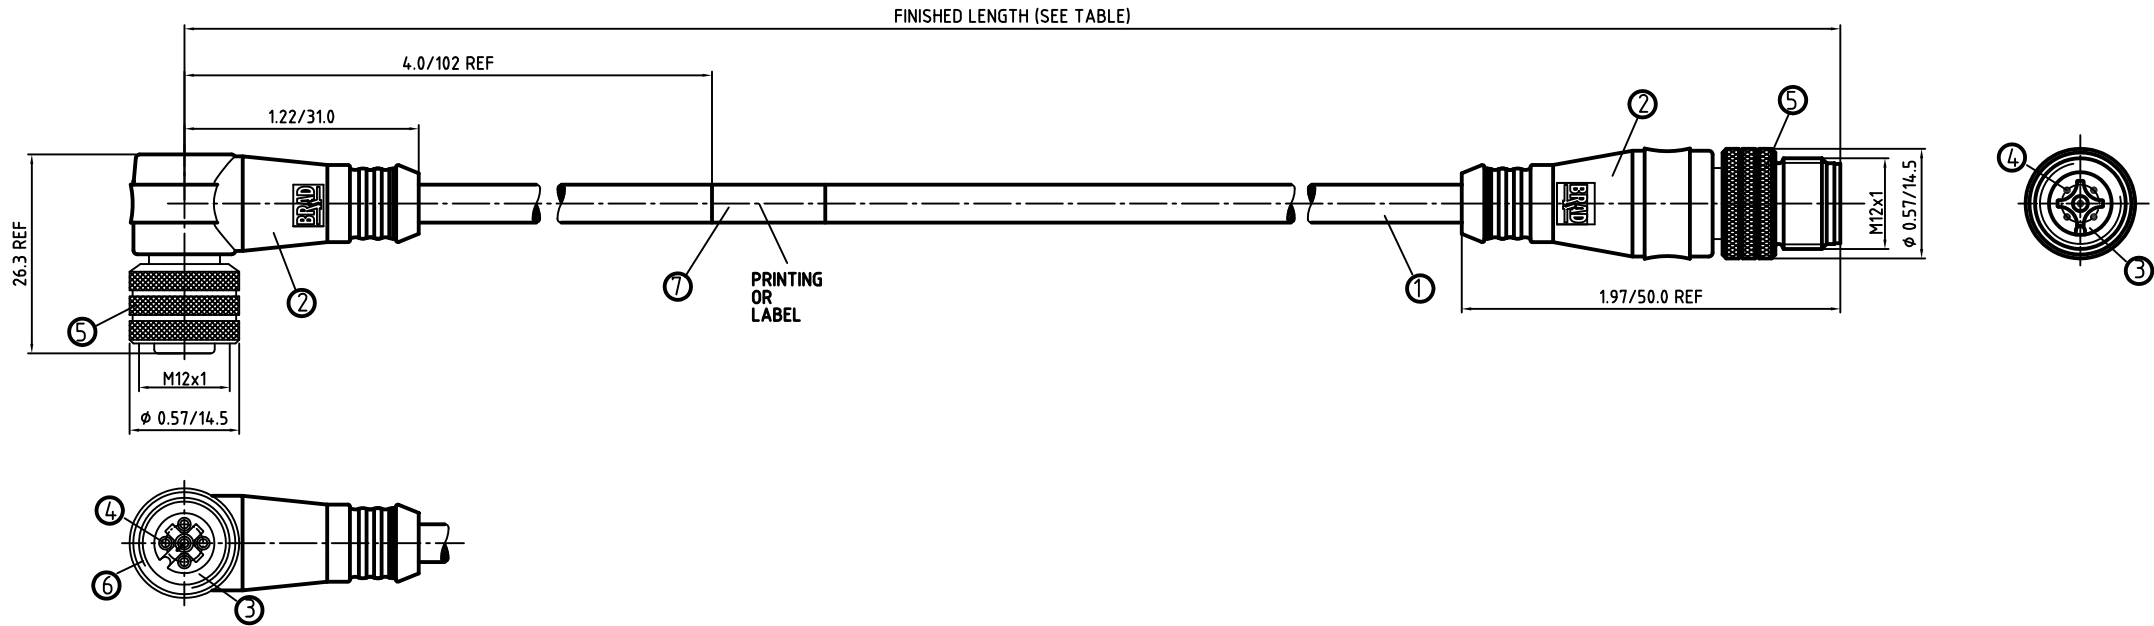 FINISHED LENGTH (SEE TABLE)
4.0/102 REF
1.22/31.0
2
5
4
26.3 REF
BRAD
BRAD
M12x1
Ø 0.57/14.5
3
2
7
PRINTING
OR
LABEL
1
1.97/50.0 REF
5
M12x1
Ø 0.57/14.5
4
6
3